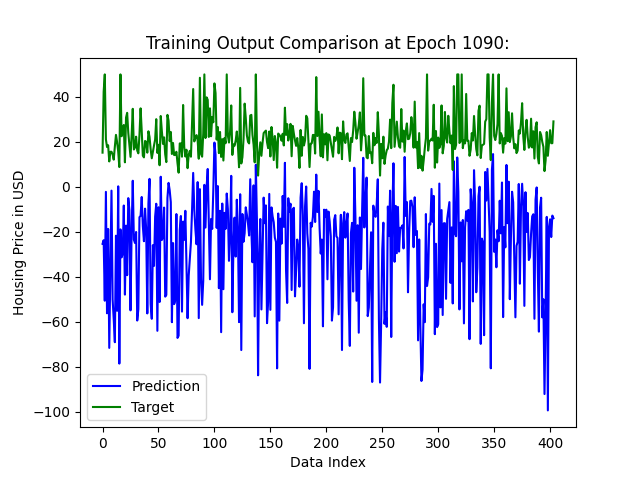 Training Output Comparison at Epoch 1090:
Housing Price in USD
40
20
0
−20
−40
−60
−80
−100
Prediction
Target
0 50 100 150 200 250 300 350 400
Data Index